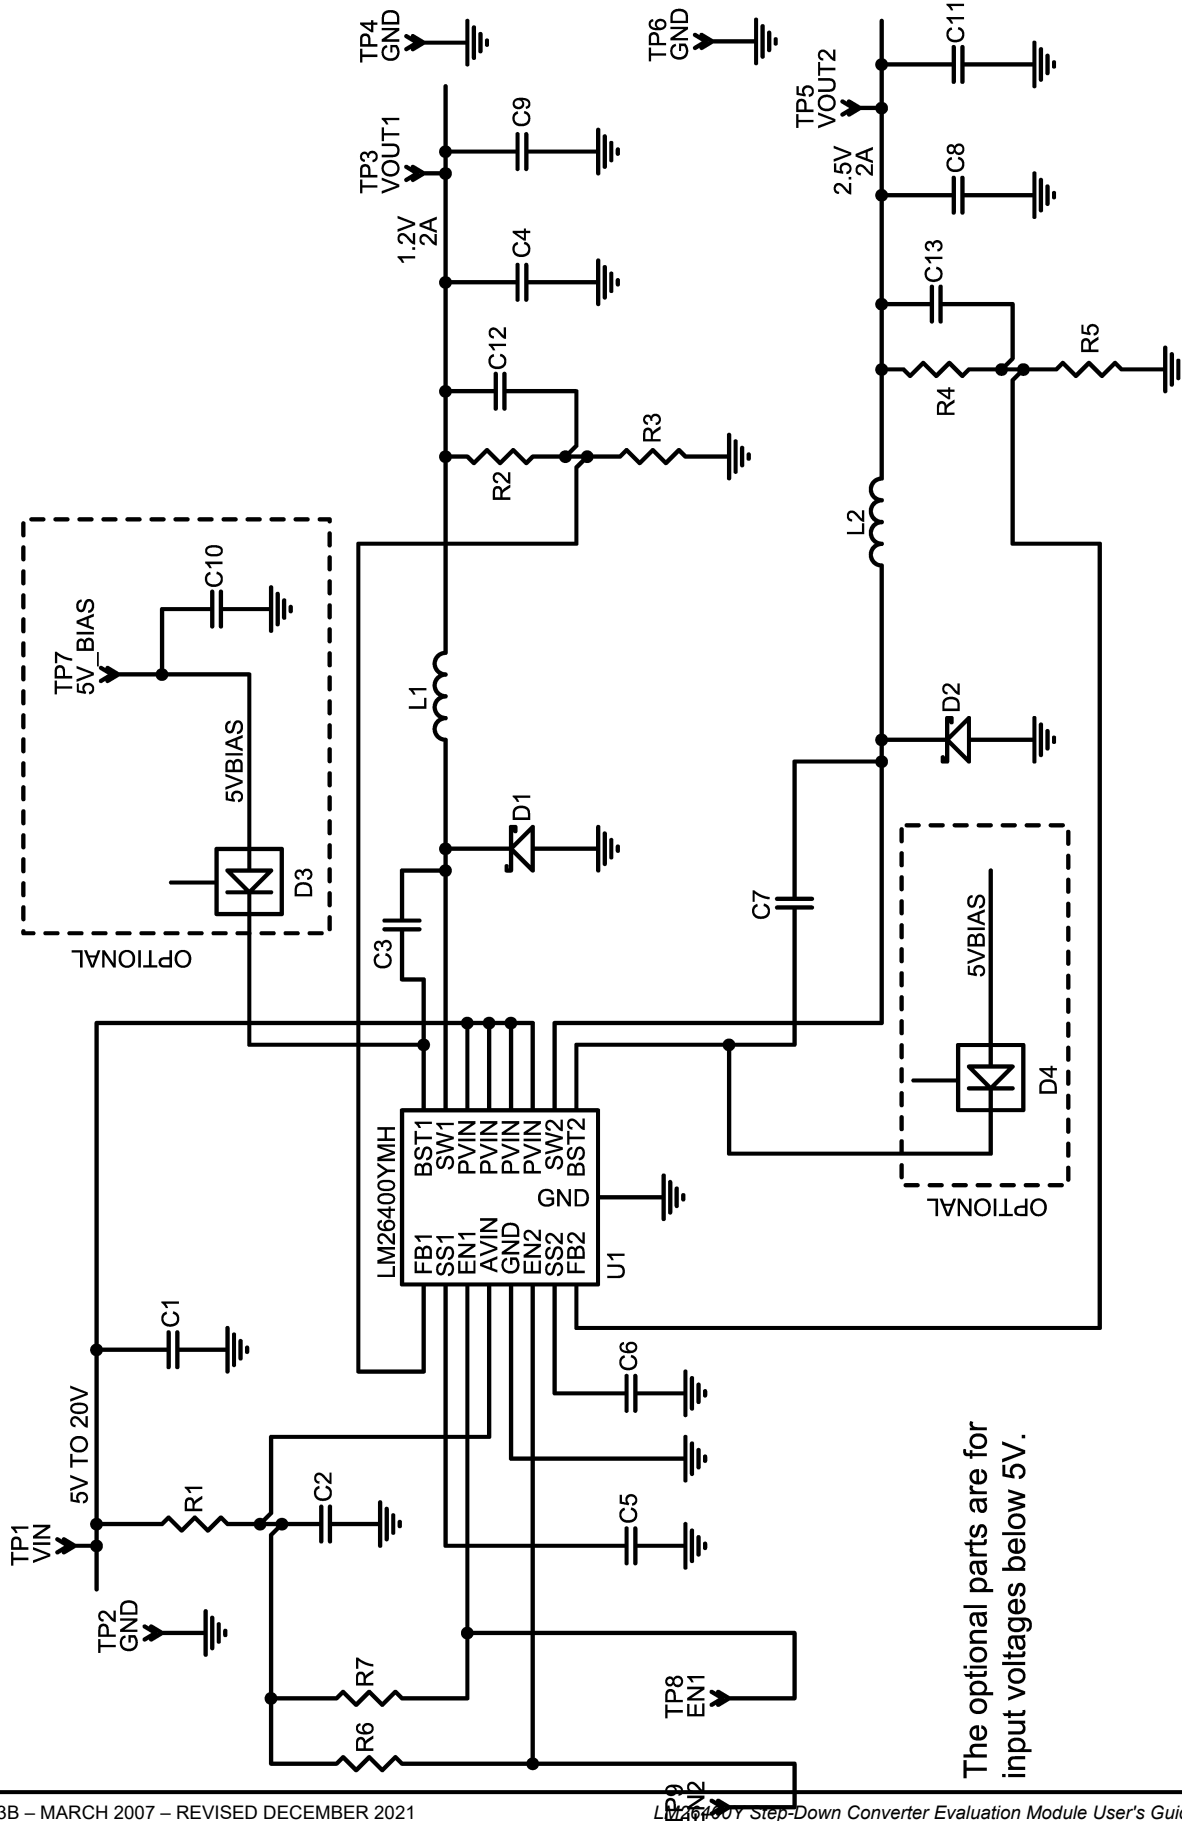 TP1
VIN
5V TO 20V
TP2
GND
R1
C1
C2
R7
R6
TP8
EN1
C5
C6
OPTIONAL
TP7
5V_BIAS
C10
5VBIAS
D3
LM26400YMH
FB1
SS1
EN1
AVIN
GND
EN2
SS2
FB2
BST1
SW1
PVIN
PVIN
PVIN
PVIN
SW2
BST2
GND
U1
C3
D1
L1
R2
C12
R3
1.2V
2A
C4
TP3
VOUT1
C9
TP4
GND
TP6
GND
C7
D2
L2
R4
C13
R5
2.5V
2A
C8
TP5
VOUT2
C11
OPTIONAL
5VBIAS
D4
The optional parts are for
input voltages below 5V.
3B – MARCH 2007 – REVISED DECEMBER 2021
LM26400Y Step-Down Converter Evaluation Module User's